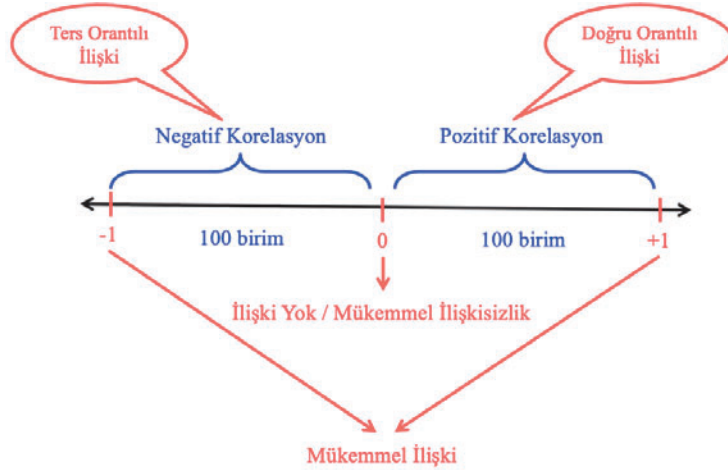 Ters Orantılı
İlişki
Doğru Orantılı
İlişki
Negatif Korelasyon
Pozitif Korelasyon
-1
100 birim
0
100 birim
+1
İlişki Yok / Mükemmel İlişkisizlik
Mükemmel İlişki